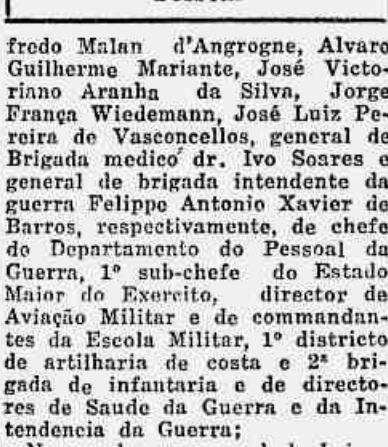 fredo Malan d'Angrogne, Alvaro
Guilherme Mariante, José Victo-
riano Aranha da Silva, Jorge
França Wiedemann, José Luiz Pe-
reira de Vasconcellos, general de
Brigada medico dr. Ivo Soares e
general de brigada intendente da
guerra Felippe Antonio Xavier de
Barros, respectivamente, de chefe
do Departamento do Pessoal da
Guerra, 1º sub-chefe do Estado
Maior do Exercito, director da
Aviação Militar e de commandan-
tes da Escola Militar, 1º districto
de artilharia de costa e 2ª bri-
gada de infantaria e de directo-
res de Saude da Guerra e da In-
tendencia da Guerra;